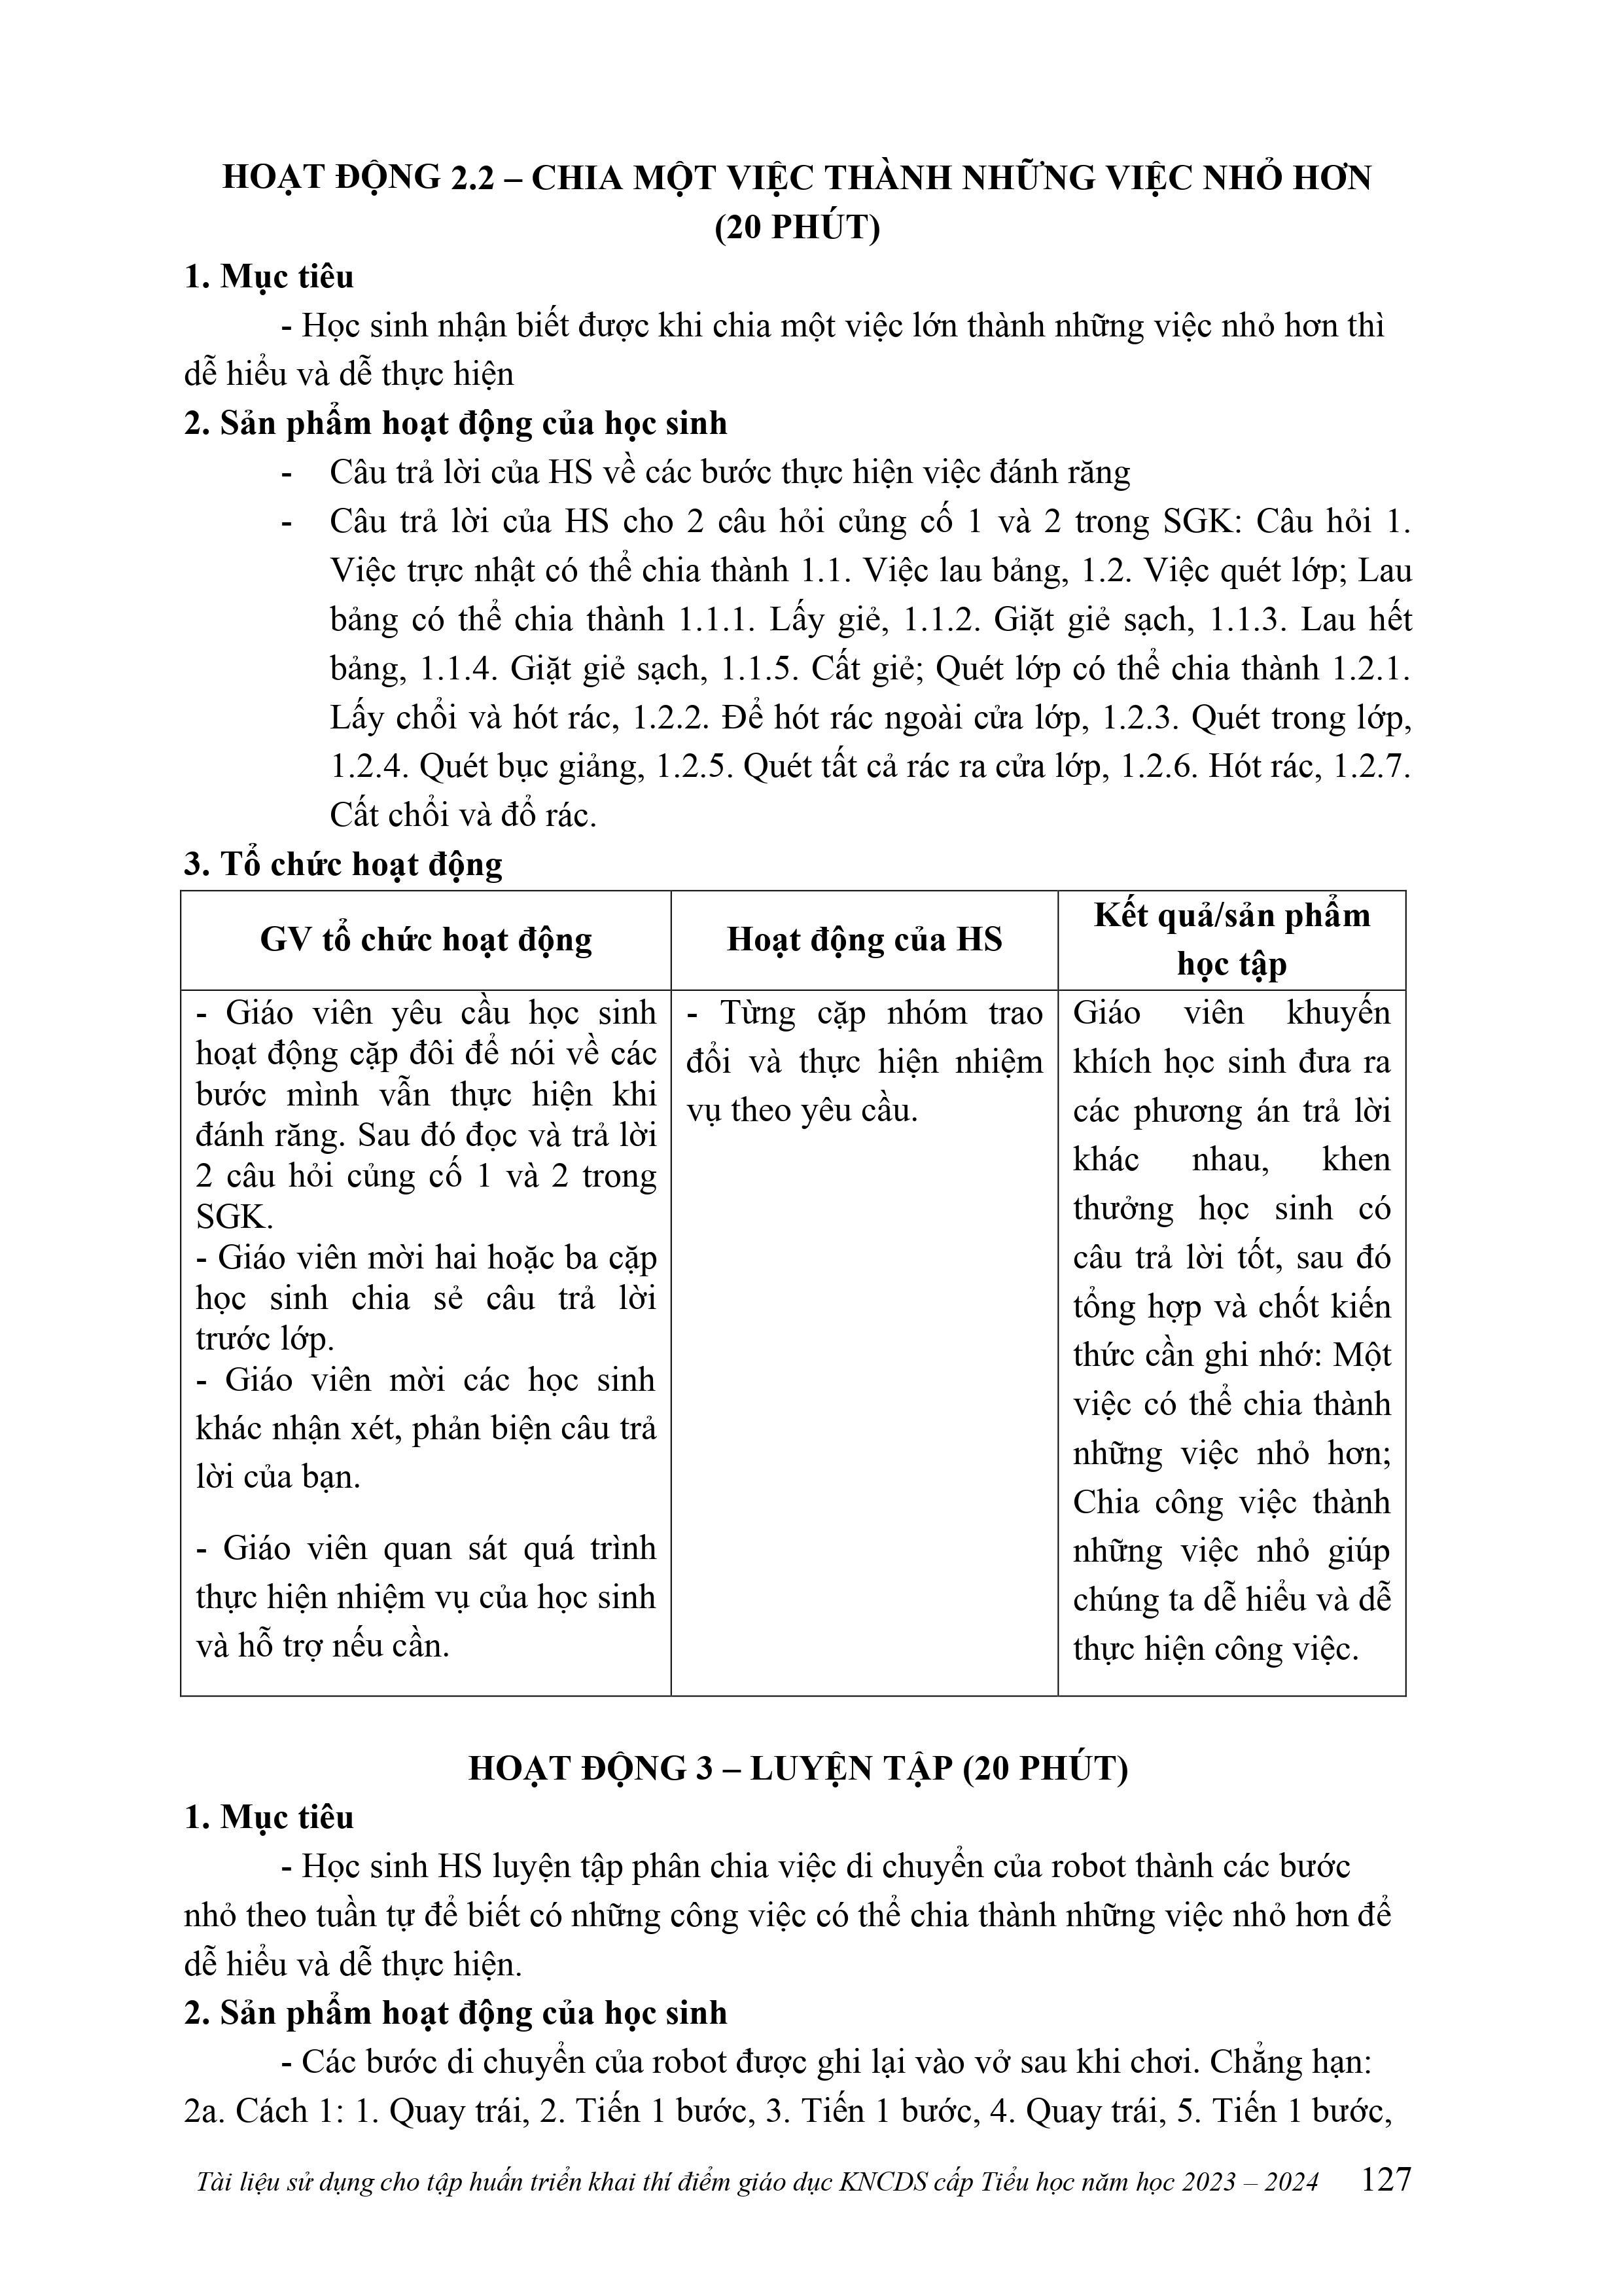 HOẠT ĐỘNG 2.2 – CHIA MỘT VIỆC THÀNH NHỮNG VIỆC NHỎ HƠN
(20 PHÚT)
1. Mục tiêu
- Học sinh nhận biết được khi chia một việc lớn thành những việc nhỏ hơn thì
dễ hiểu và dễ thực hiện
2. Sản phẩm hoạt động của học sinh
- Câu trả lời của HS về các bước thực hiện việc đánh răng
- Câu trả lời của HS cho 2 câu hỏi củng cố 1 và 2 trong SGK: Câu hỏi 1.
Việc trực nhật có thể chia thành 1.1. Việc lau bảng, 1.2. Việc quét lớp; Lau
bảng có thể chia thành 1.1.1. Lấy giẻ, 1.1.2. Giặt giẻ sạch, 1.1.3. Lau hết
bảng, 1.1.4. Giặt giẻ sạch, 1.1.5. Cất giẻ; Quét lớp có thể chia thành 1.2.1.
Lấy chổi và hót rác, 1.2.2. Để hót rác ngoài cửa lớp, 1.2.3. Quét trong lớp,
1.2.4. Quét bục giảng, 1.2.5. Quét tất cả rác ra cửa lớp, 1.2.6. Hót rác, 1.2.7.
Cất chổi và đổ rác.
3. Tổ chức hoạt động
GV tổ chức hoạt động
Hoạt động của HS
Kết quả/sản phẩm
học tập
- Giáo viên yêu cầu học sinh
hoạt động cặp đôi để nói về các
bước mình vẫn thực hiện khi
đánh răng. Sau đó đọc và trả lời
2 câu hỏi củng cố 1 và 2 trong
SGK.
- Giáo viên mời hai hoặc ba cặp
học sinh chia sẻ câu trả lời
trước lớp.
- Giáo viên mời các học sinh
khác nhận xét, phản biện câu trả
lời của bạn.
- Giáo viên quan sát quá trình
thực hiện nhiệm vụ của học sinh
và hỗ trợ nếu cần.
- Từng cặp nhóm trao
đổi và thực hiện nhiệm
vụ theo yêu cầu.
Giáo viên khuyến
khích học sinh đưa ra
các phương án trả lời
khác nhau, khen
thưởng học sinh có
câu trả lời tốt, sau đó
tổng hợp và chốt kiến
thức cần ghi nhớ: Một
việc có thể chia thành
những việc nhỏ hơn;
Chia công việc thành
những việc nhỏ giúp
chúng ta dễ hiểu và dễ
thực hiện công việc.
HOẠT ĐỘNG 3 – LUYỆN TẬP (20 PHÚT)
1. Mục tiêu
- Học sinh HS luyện tập phân chia việc di chuyển của robot thành các bước
nhỏ theo tuần tự để biết có những công việc có thể chia thành những việc nhỏ hơn để
dễ hiểu và dễ thực hiện.
2. Sản phẩm hoạt động của học sinh
- Các bước di chuyển của robot được ghi lại vào vở sau khi chơi. Chẳng hạn:
2a. Cách 1: 1. Quay trái, 2. Tiến 1 bước, 3. Tiến 1 bước, 4. Quay trái, 5. Tiến 1 bước,
Tài liệu sử dụng cho tập huấn triển khai thí điểm giáo dục KNCDS cấp Tiểu học năm học 2023 – 2024 127